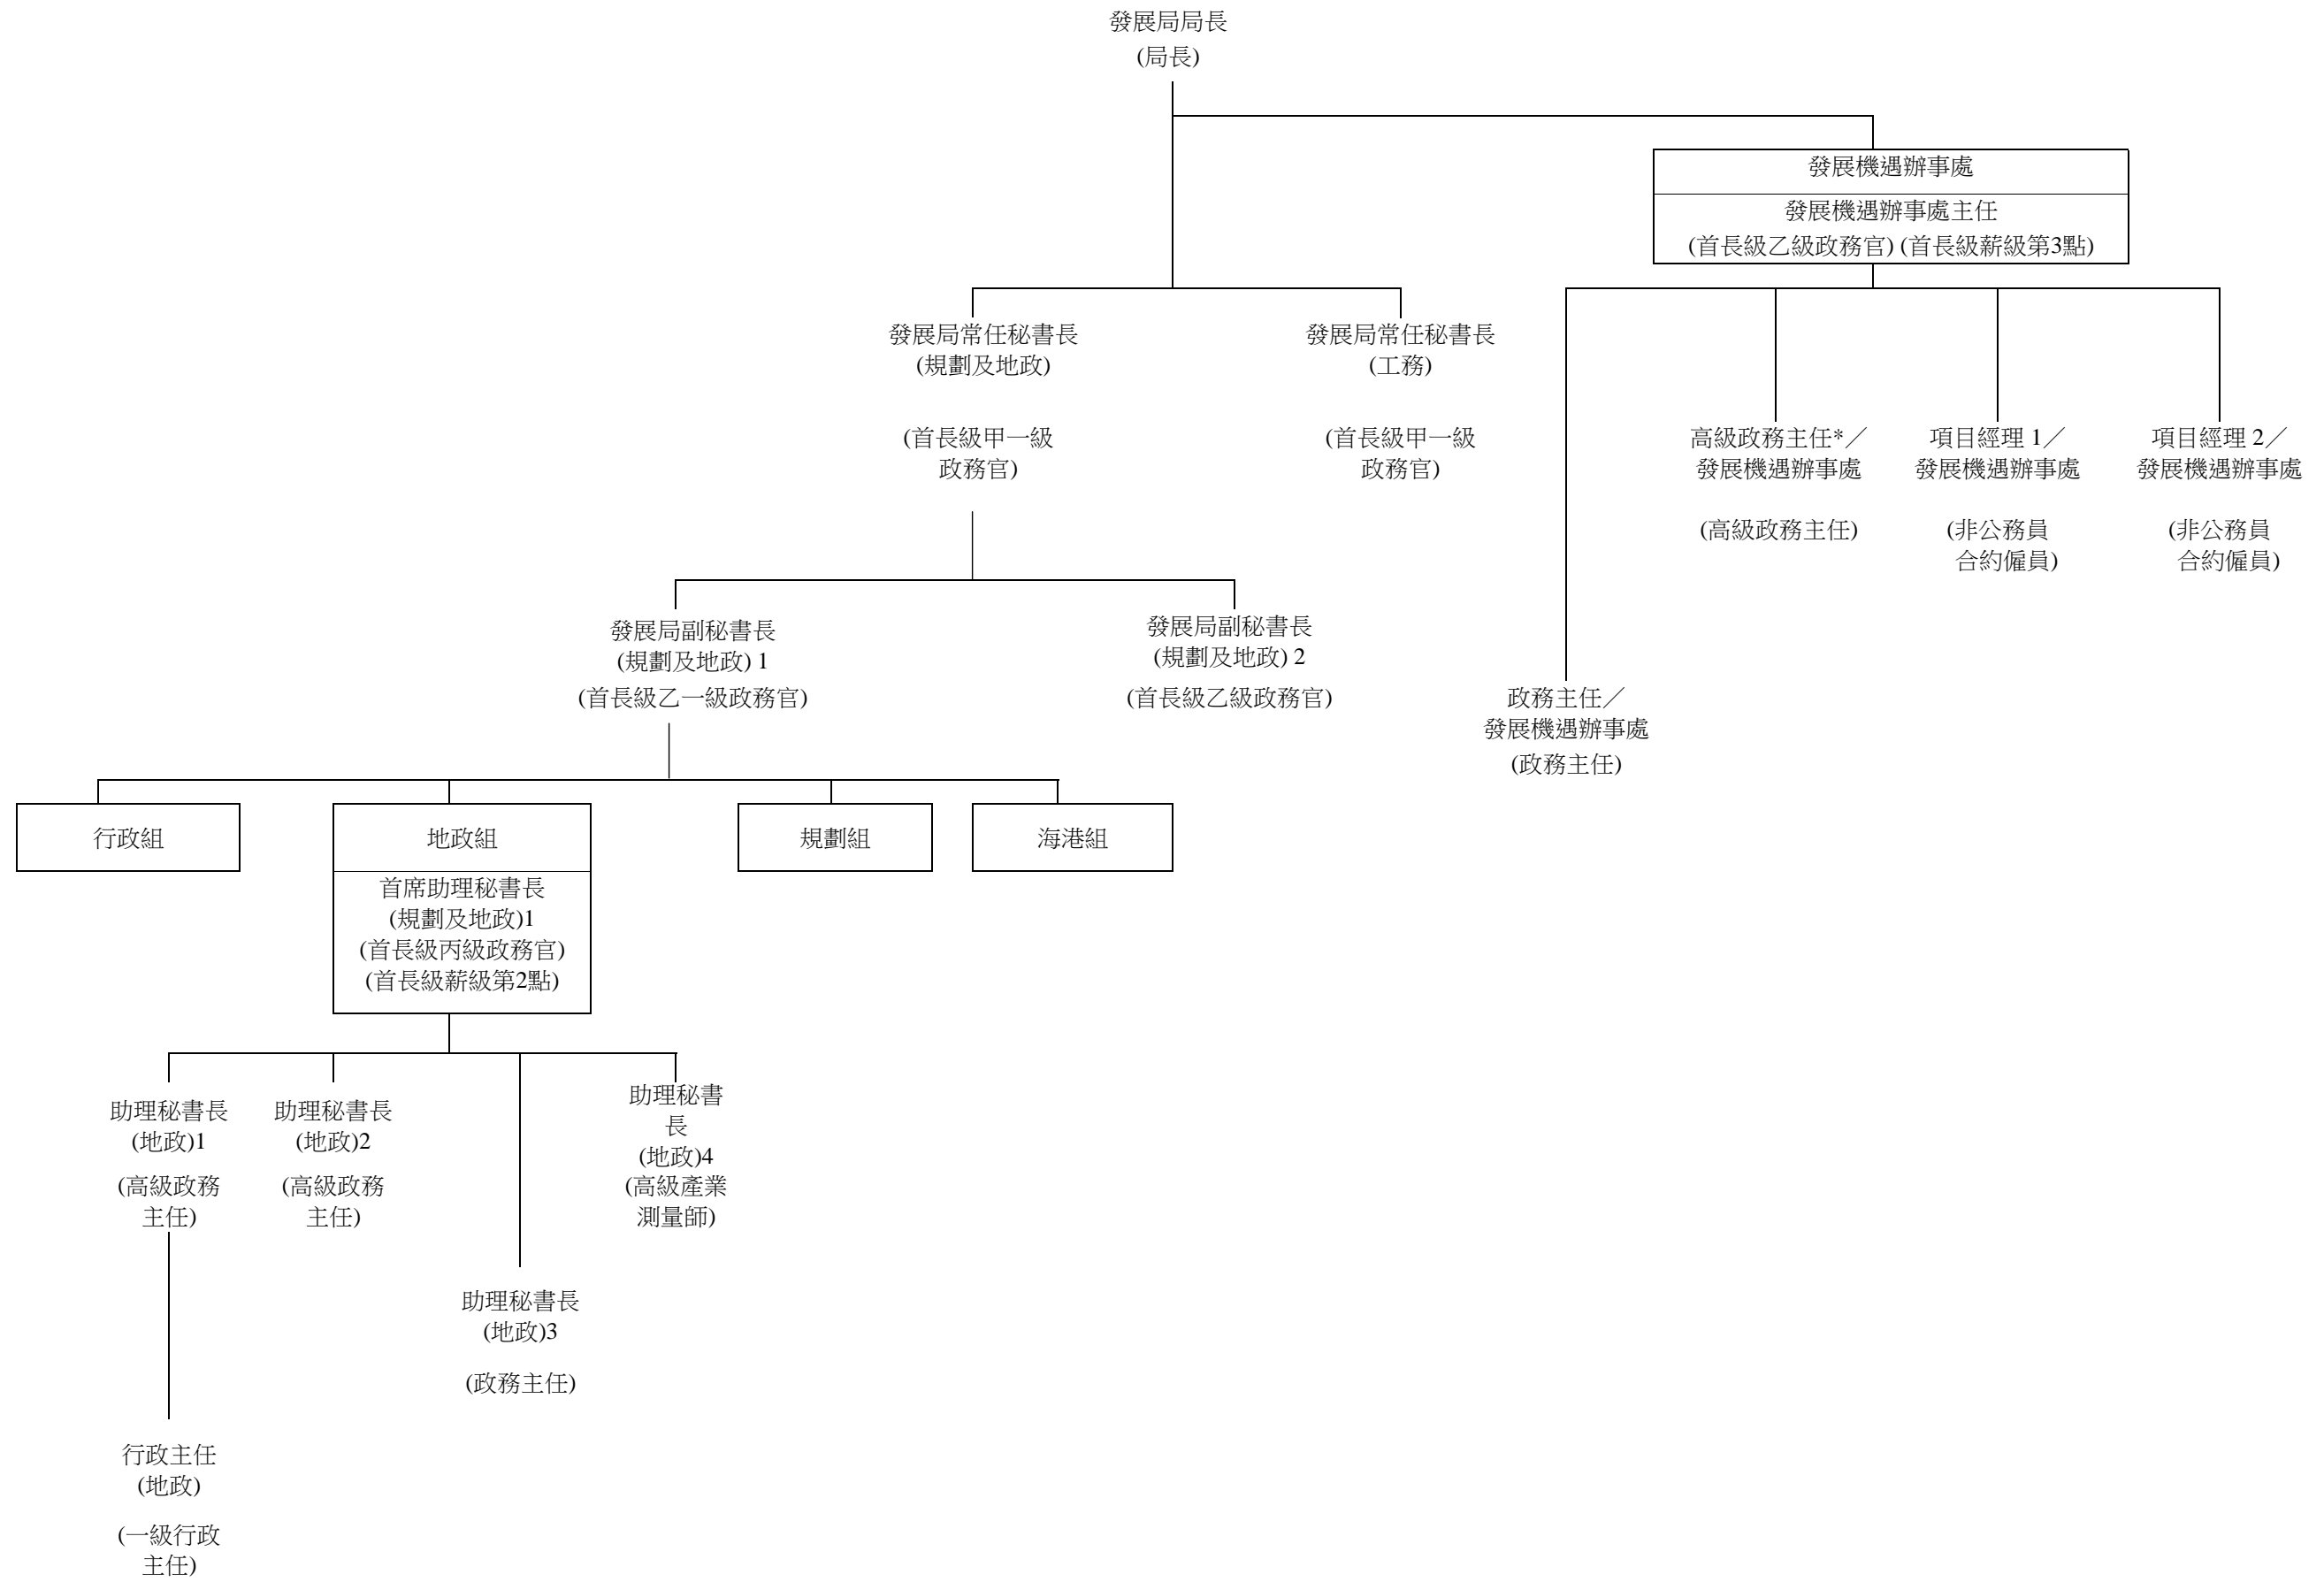 發展局局長
(局長)
發展機遇辦事處
發展機遇辦事處主任
(首長級乙級政務官) (首長級薪級第3點)
發展局常任秘書長
(規劃及地政)
(首長級甲一級
政務官)
發展局常任秘書長
(工務)
(首長級甲一級
政務官)
高級政務主任*／
發展機遇辦事處
(高級政務主任)
項目經理 1／
發展機遇辦事處
(非公務員
合約僱員)
項目經理 2／
發展機遇辦事處
(非公務員
合約僱員)
發展局副秘書長
(規劃及地政) 1
(首長級乙一級政務官)
發展局副秘書長
(規劃及地政) 2
(首長級乙級政務官)
政務主任／
發展機遇辦事處
(政務主任)
行政組
地政組
首席助理秘書長
(規劃及地政)1
(首長級丙級政務官)
(首長級薪級第2點)
規劃組
海港組
助理秘書長
(地政)1
(高級政務
主任)
助理秘書長
(地政)2
(高級政務
主任)
助理秘書
長
(地政)4
(高級產業
測量師)
助理秘書長
(地政)3
(政務主任)
行政主任
(地政)
(一級行政
主任)